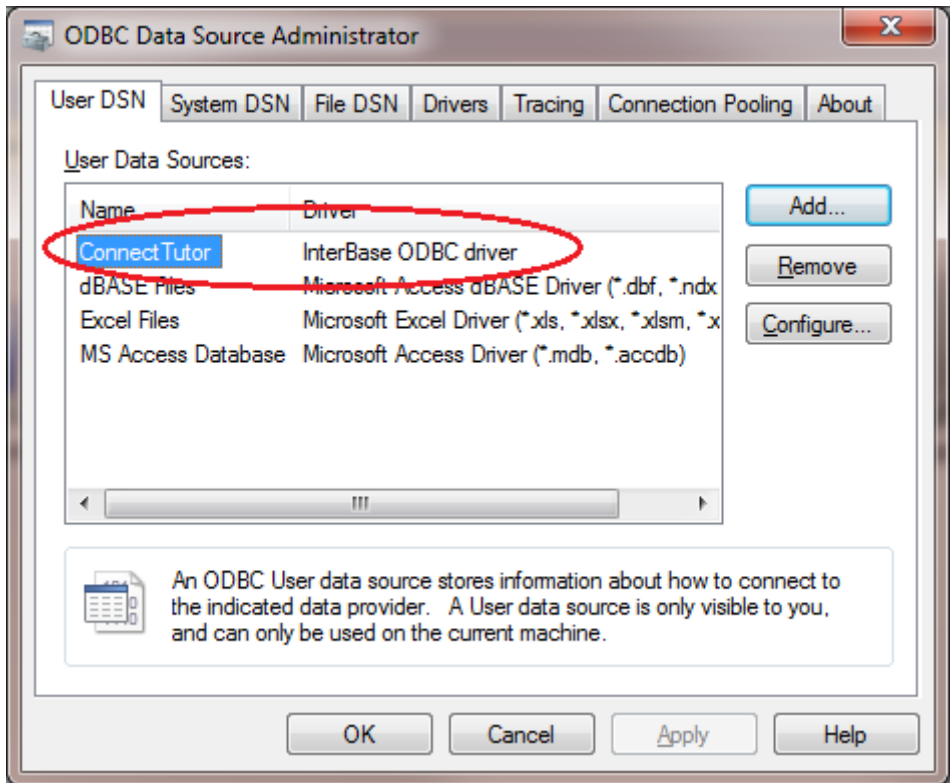 ODBC Data Source Administrator
User DSN System DSN File DSN Drivers Tracing Connection Pooling About
User Data Sources:
Name Driver
ConnectTutor InterBase ODBC driver
dBASE Files Microsoft Access dBASE Driver (*.dbf, *.ndx
Excel Files Microsoft Excel Driver (*.xls, *.xlsx, *.xlsm, *.x
MS Access Database Microsoft Access Driver (*.mdb, *.accdb)
Add...
Remove
Configure...
An ODBC User data source stores information about how to connect to
the indicated data provider. A User data source is only visible to you,
and can only be used on the current machine.
OK Cancel Apply Help